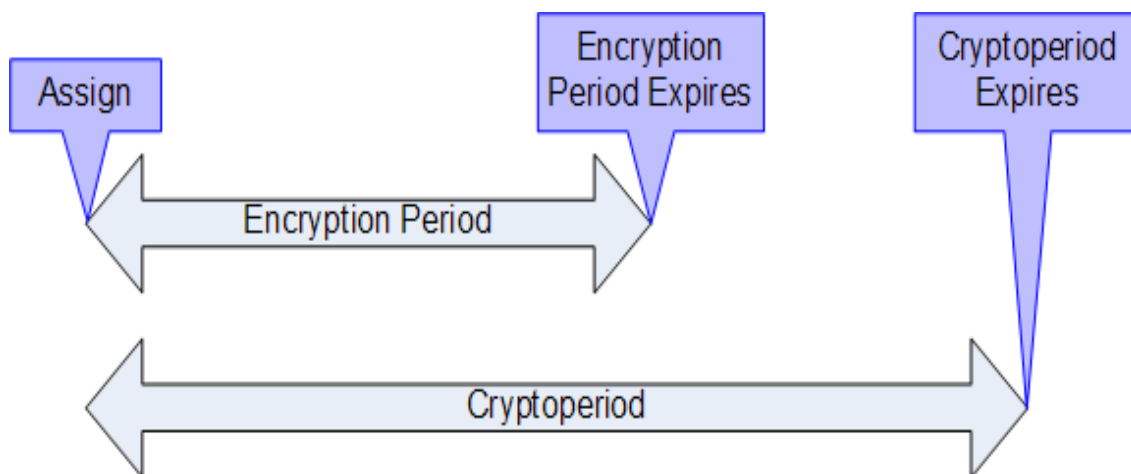 Assign
Encryption
Period Expires
Cryptoperiod
Expires
Encryption Period
Cryptoperiod